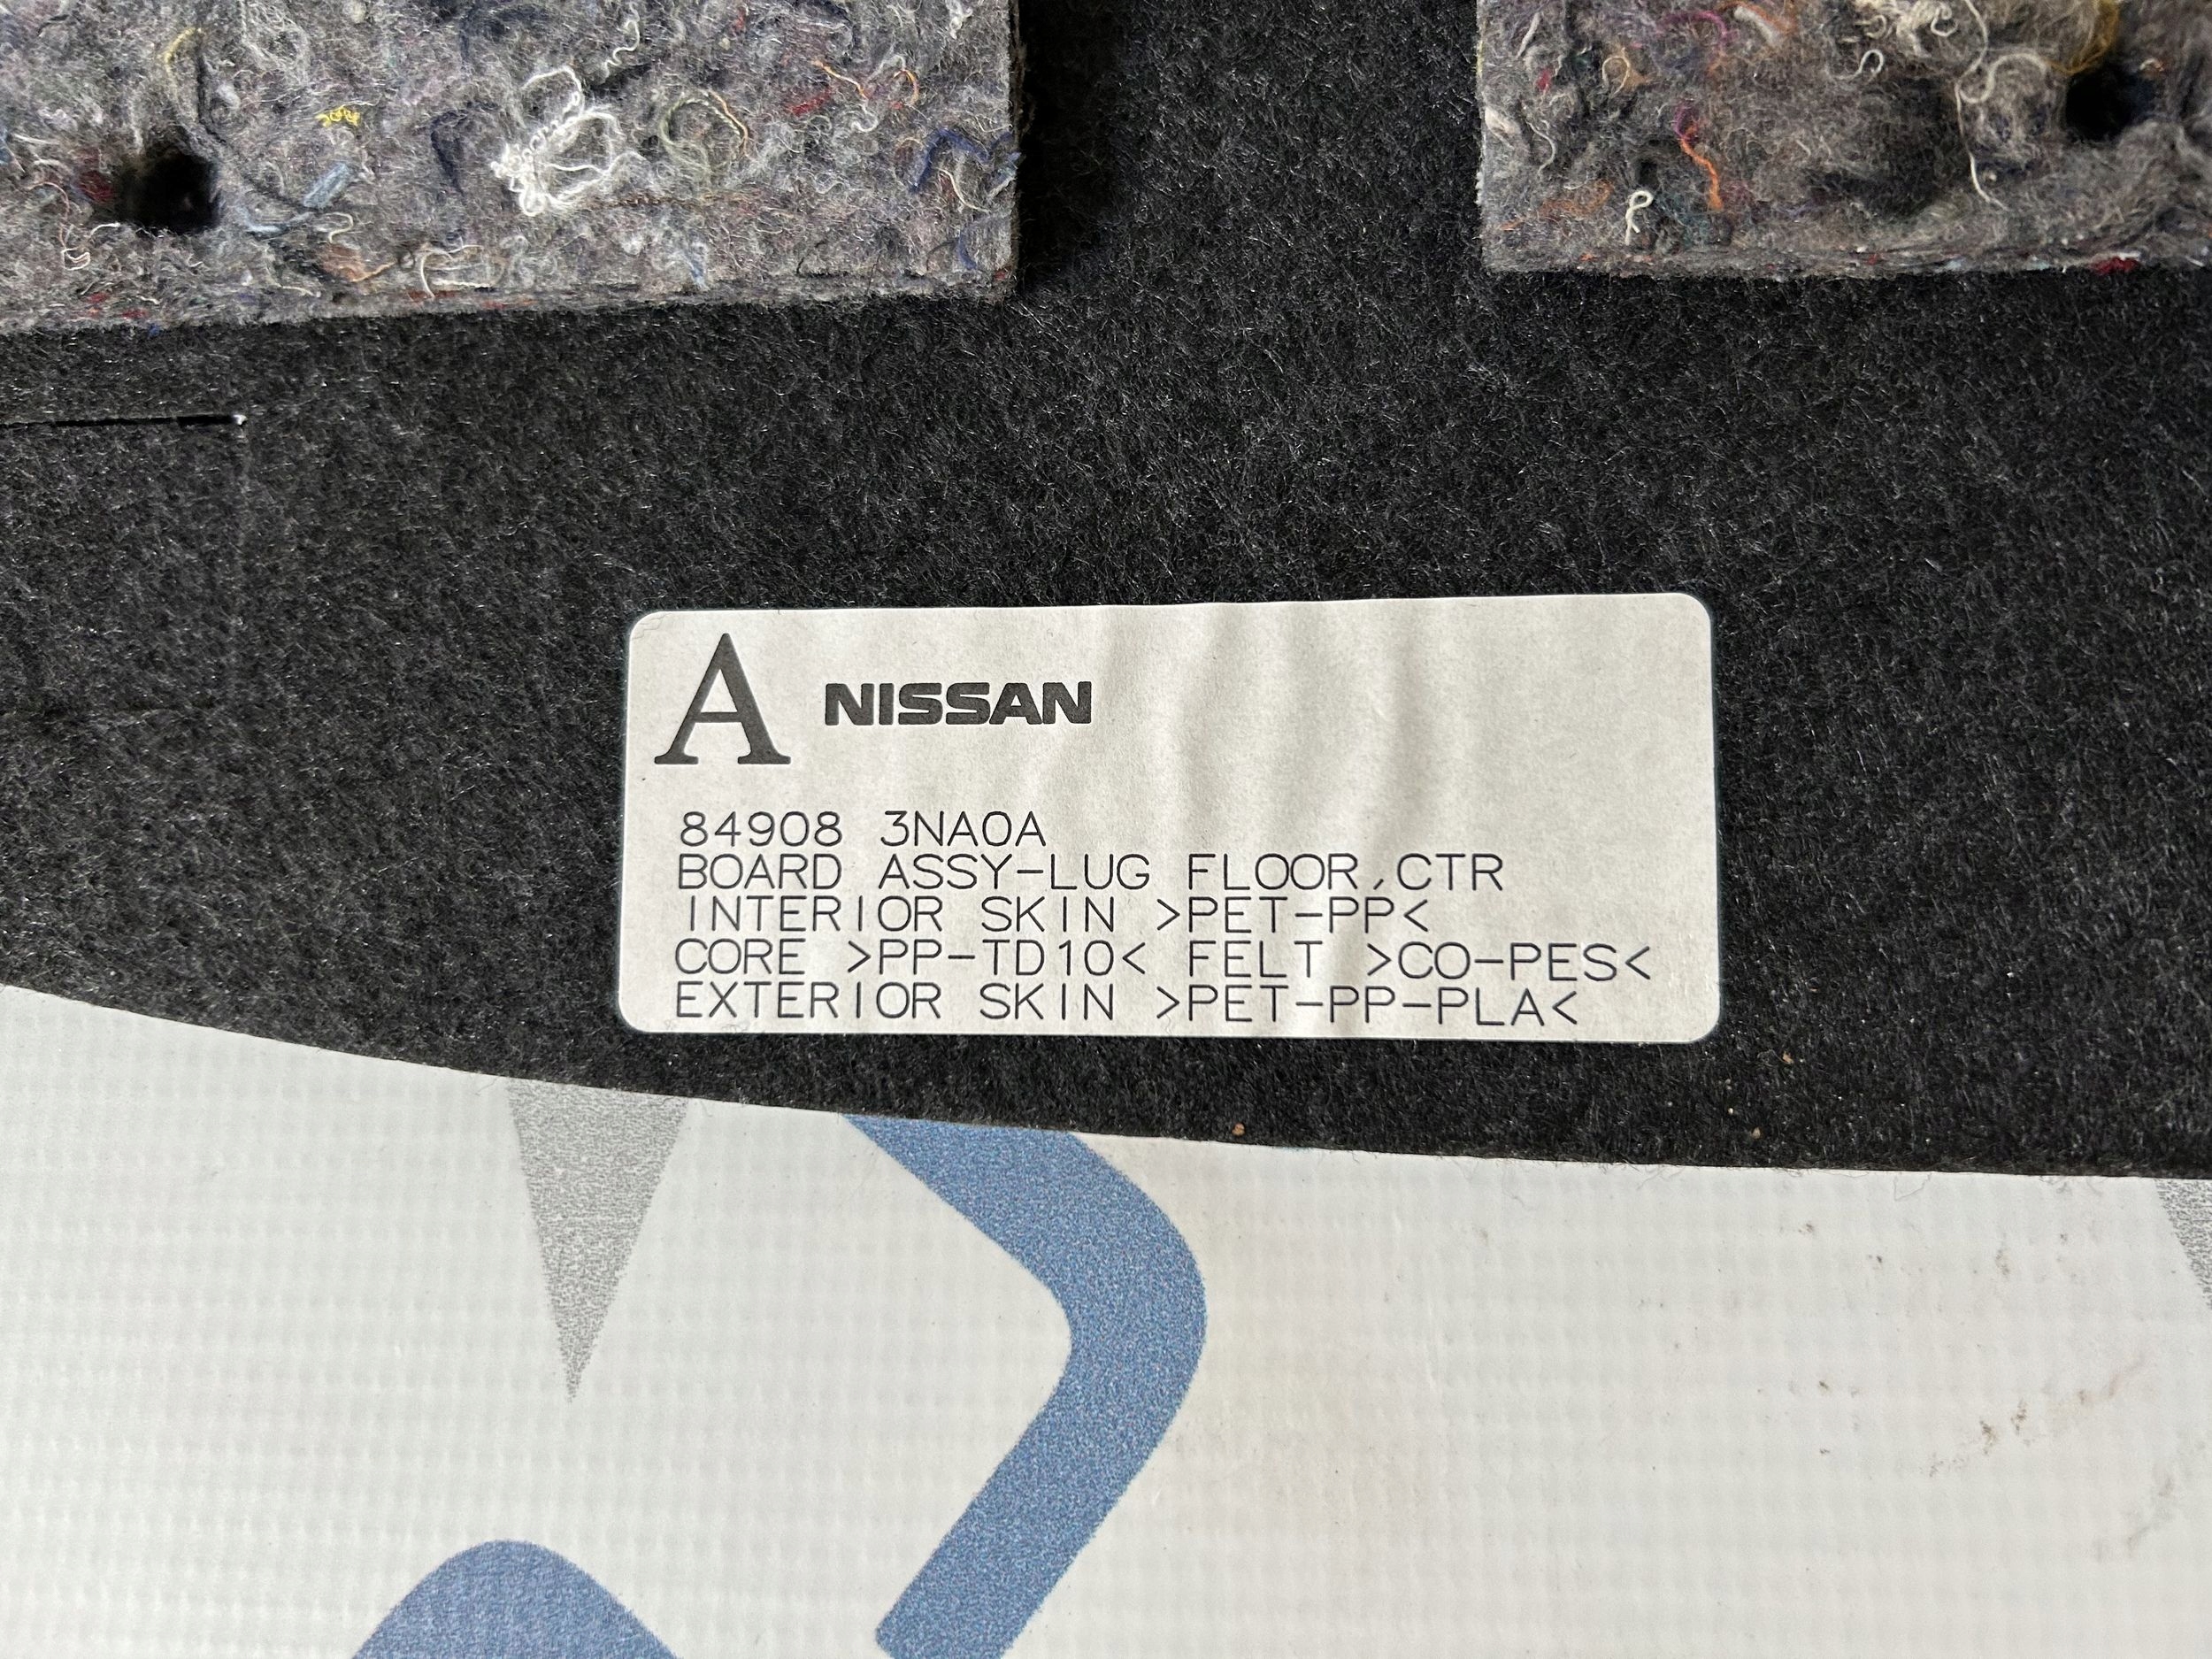 A NISSAN
84908 3NA0A
BOARD ASSY-LUG FLOOR,CTR
INTERIOR SKIN >PET-PP<
CORE >PP-TD10< FELT >CO-PES<
EXTERIOR SKIN >PET-PP-PLA<